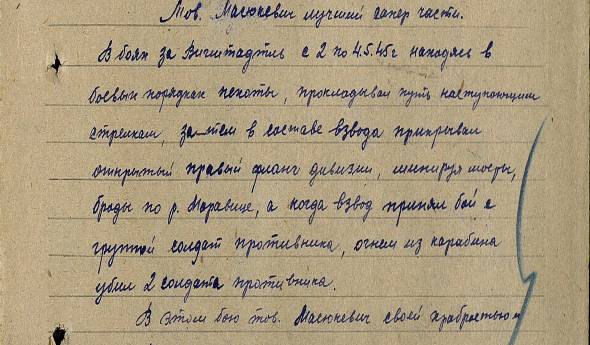 Тов. Масюкевич лучший сапер части.
В боях за Вигштадтль с 2 по 4.5.45г находясь в
боевых порядках пехоты, прокладывал путь наступающим
стрелкам, затем в составе взвода прикрывал
открытый правый фланг дивизии, минируя мосты,
броды по р. Моравице, а когда взвод принял бой с
группой солдат противника, огнем из карабина
убил 2 солдата противника.
В этом бою тов. Масюкевич своей храбростью